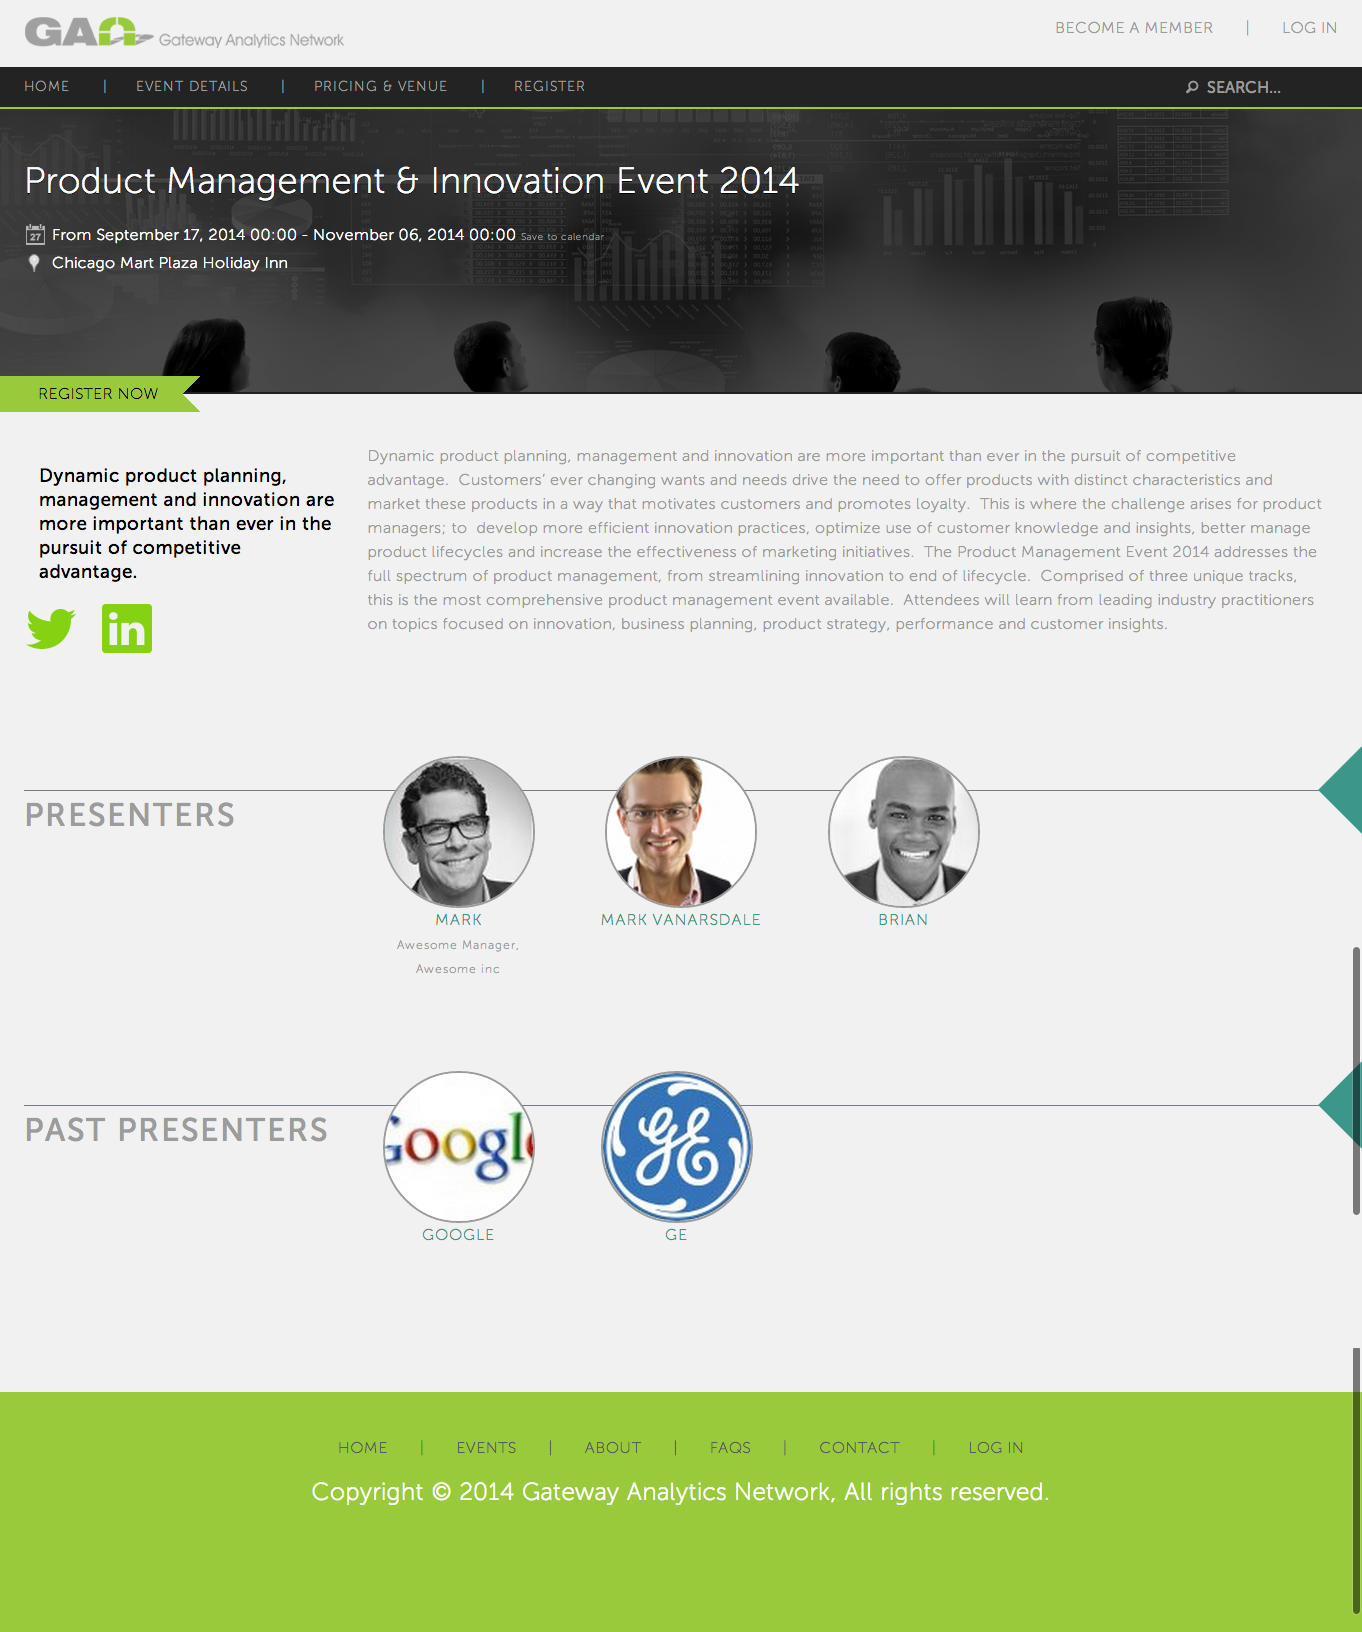 GAN Gateway Analytics Network
BECOME A MEMBER | LOG IN
HOME | EVENT DETAILS | PRICING & VENUE | REGISTER
SEARCH...
Product Management & Innovation Event 2014
27 From September 17, 2014 00:00 - November 06, 2014 00:00 Save to calendar
Chicago Mart Plaza Holiday Inn
REGISTER NOW
Dynamic product planning,
management and innovation are
more important than ever in the
pursuit of competitive
advantage.
in
Dynamic product planning, management and innovation are more important than ever in the pursuit of competitive
advantage.  Customers' ever changing wants and needs drive the need to offer products with distinct characteristics and
market these products in a way that motivates customers and promotes loyalty.  This is where the challenge arises for product
managers; to  develop more efficient innovation practices, optimize use of customer knowledge and insights, better manage
product lifecycles and increase the effectiveness of marketing initiatives.  The Product Management Event 2014 addresses the
full spectrum of product management, from streamlining innovation to end of lifecycle.  Comprised of three unique tracks,
this is the most comprehensive product management event available.  Attendees will learn from leading industry practitioners
on topics focused on innovation, business planning, product strategy, performance and customer insights.
PRESENTERS
MARK
Awesome Manager,
Awesome inc
MARK VANARSDALE
BRIAN
PAST PRESENTERS
Google
GE
GOOGLE
GE
HOME | EVENTS | ABOUT | FAQS | CONTACT | LOG IN
Copyright © 2014 Gateway Analytics Network, All rights reserved.